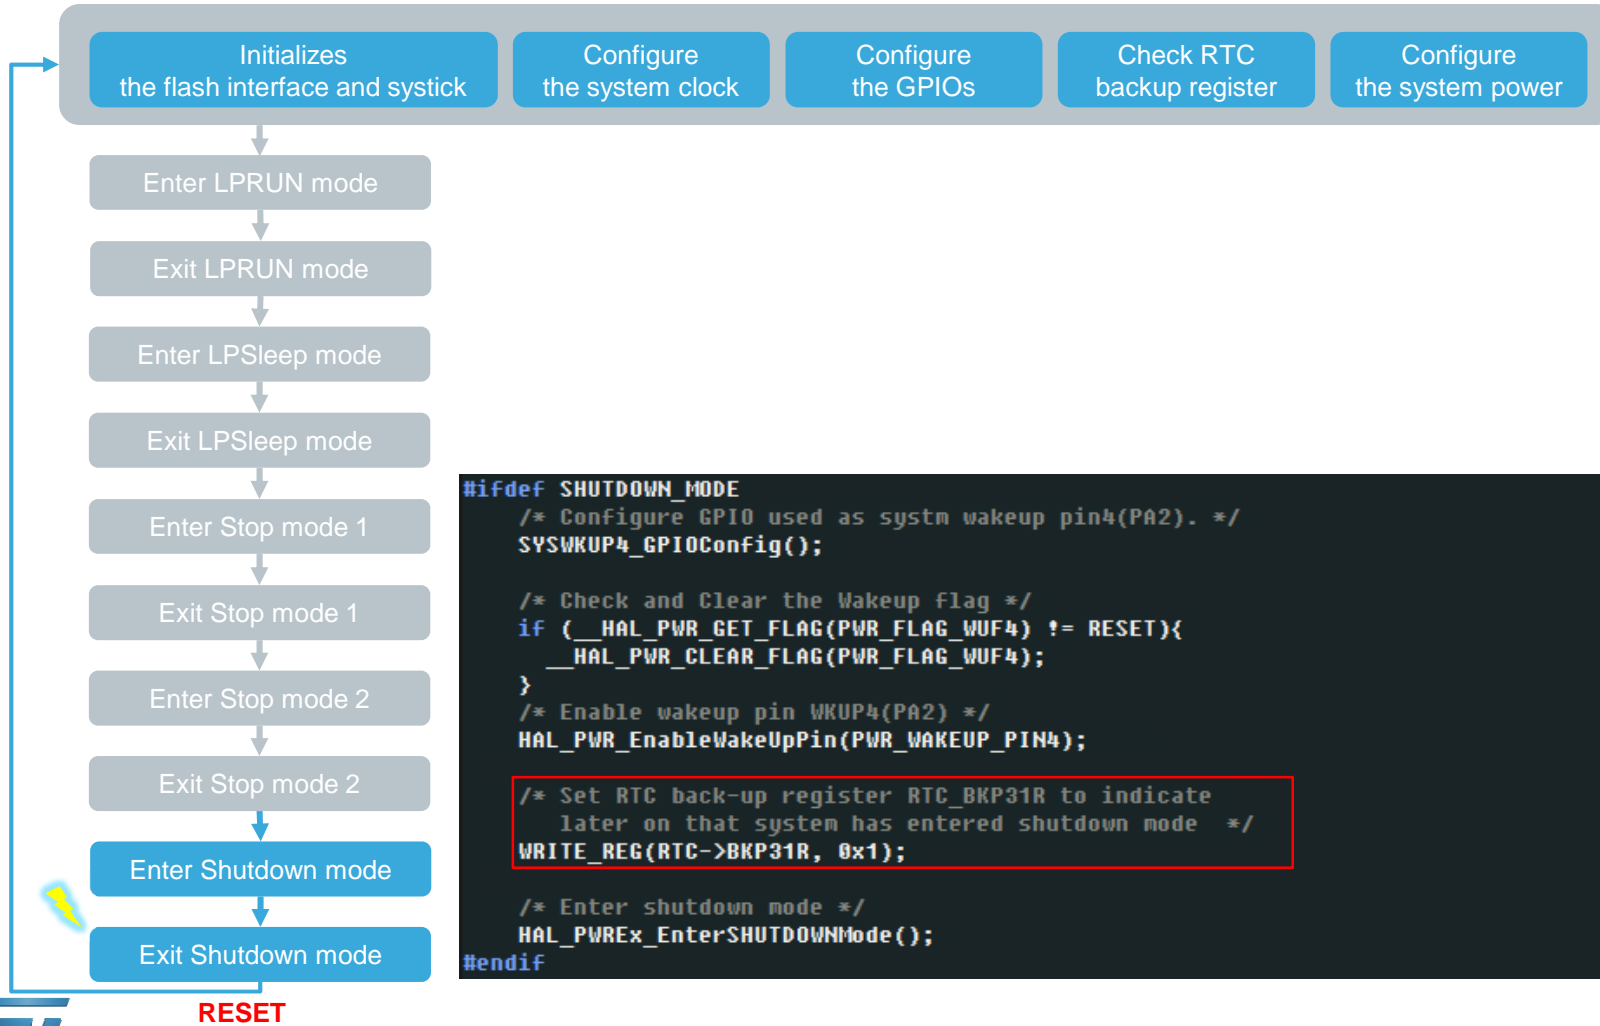 Initializes
the flash interface and systick
Configure
the system clock
Configure
the GPIOs
Check RTC
backup register
Configure
the system power
Enter LPRUN mode
Exit LPRUN mode
Enter LPSleep mode
Exit LPSleep mode
Enter Stop mode 1
Exit Stop mode 1
Enter Stop mode 2
Exit Stop mode 2
Enter Shutdown mode
Exit Shutdown mode
RESET
#ifdef SHUTDOWN_MODE
/* Configure GPIO used as systm wakeup pin4(PA2). */
SYSWKUP4_GPIOConfig();
/* Check and Clear the Wakeup flag */
if (__HAL_PWR_GET_FLAG(PWR_FLAG_WUF4) != RESET){
__HAL_PWR_CLEAR_FLAG(PWR_FLAG_WUF4);
}
/* Enable wakeup pin WKUP4(PA2) */
HAL_PWR_EnableWakeUpPin(PWR_WAKEUP_PIN4);
/* Set RTC back-up register RTC_BKP31R to indicate
later on that system has entered shutdown mode */
WRITE_REG(RTC->BKP31R, 0x1);
/* Enter shutdown mode */
HAL_PWREx_EnterSHUTDOWNMode();
#endif